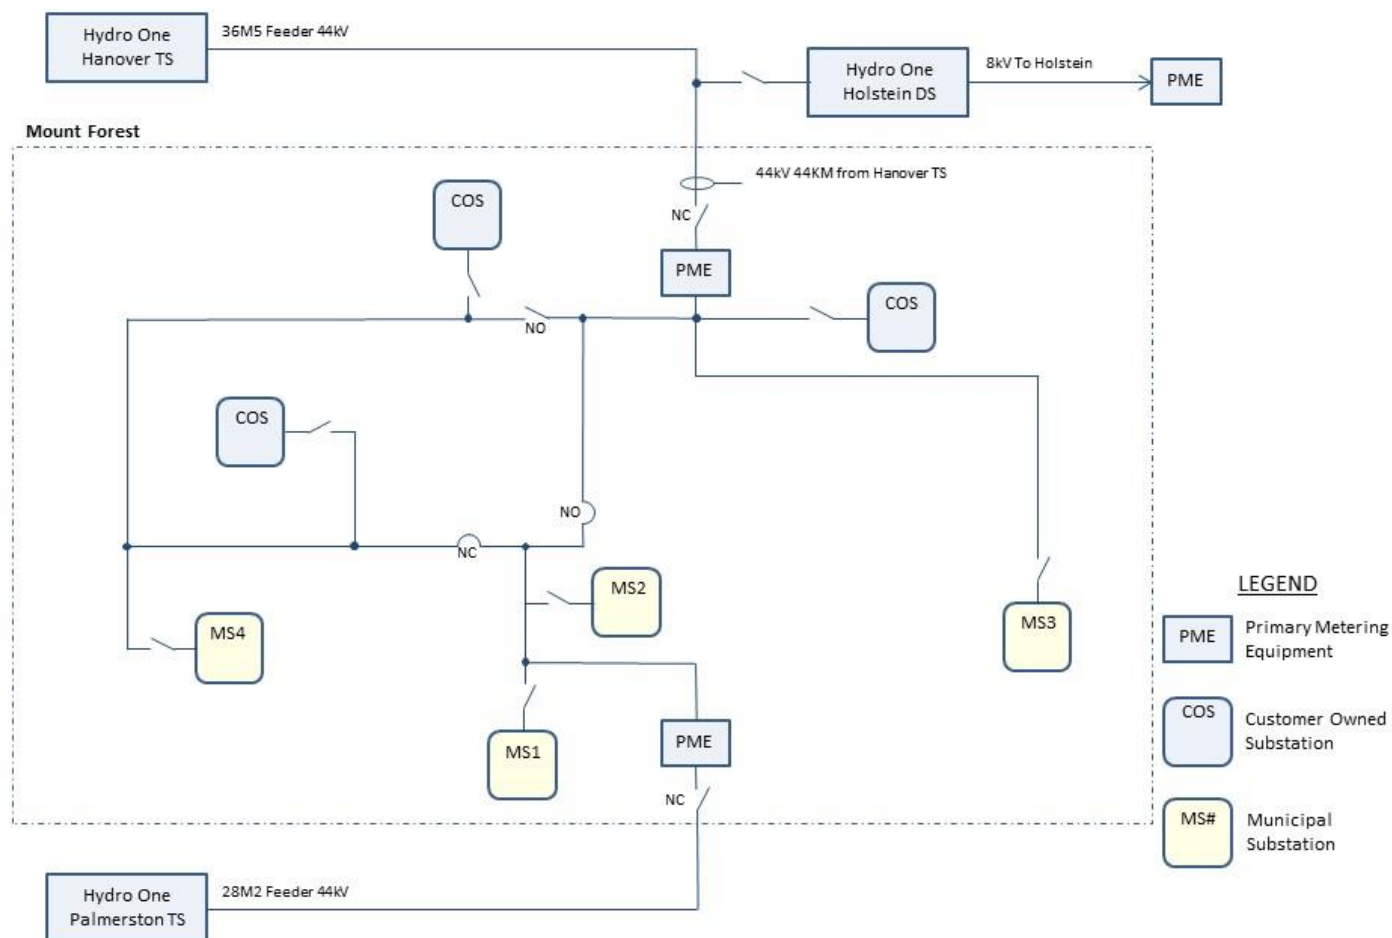 Hydro One
Hanover TS
36M5 Feeder 44kV
Hydro One
Holstein DS
8kV To Holstein
PME
Mount Forest
44kV 44KM from Hanover TS
COS
NC
PME
COS
NO
COS
NO
NC
MS2
MS4
MS3
MS1
PME
NC
LEGEND
PME
Primary Metering
Equipment
COS
Customer Owned
Substation
MS#
Municipal
Substation
Hydro One
Palmerston TS
28M2 Feeder 44kV